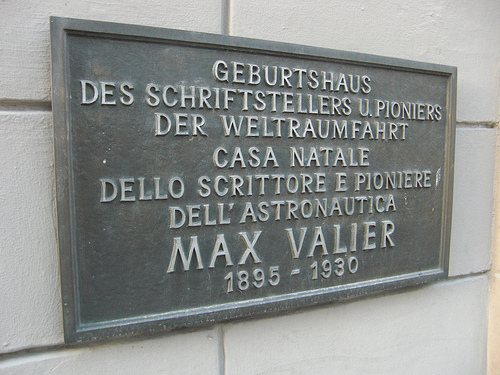 GEBURTSHAUS
DES SCHRIFTSTELLERS U. PIONIERS
DER WELTRAUMFAHRT
CASA NATALE
DELLO SCRITTORE E PIONIERE
DELL'ASTRONAUTICA
MAX VALIER
1895 - 1930